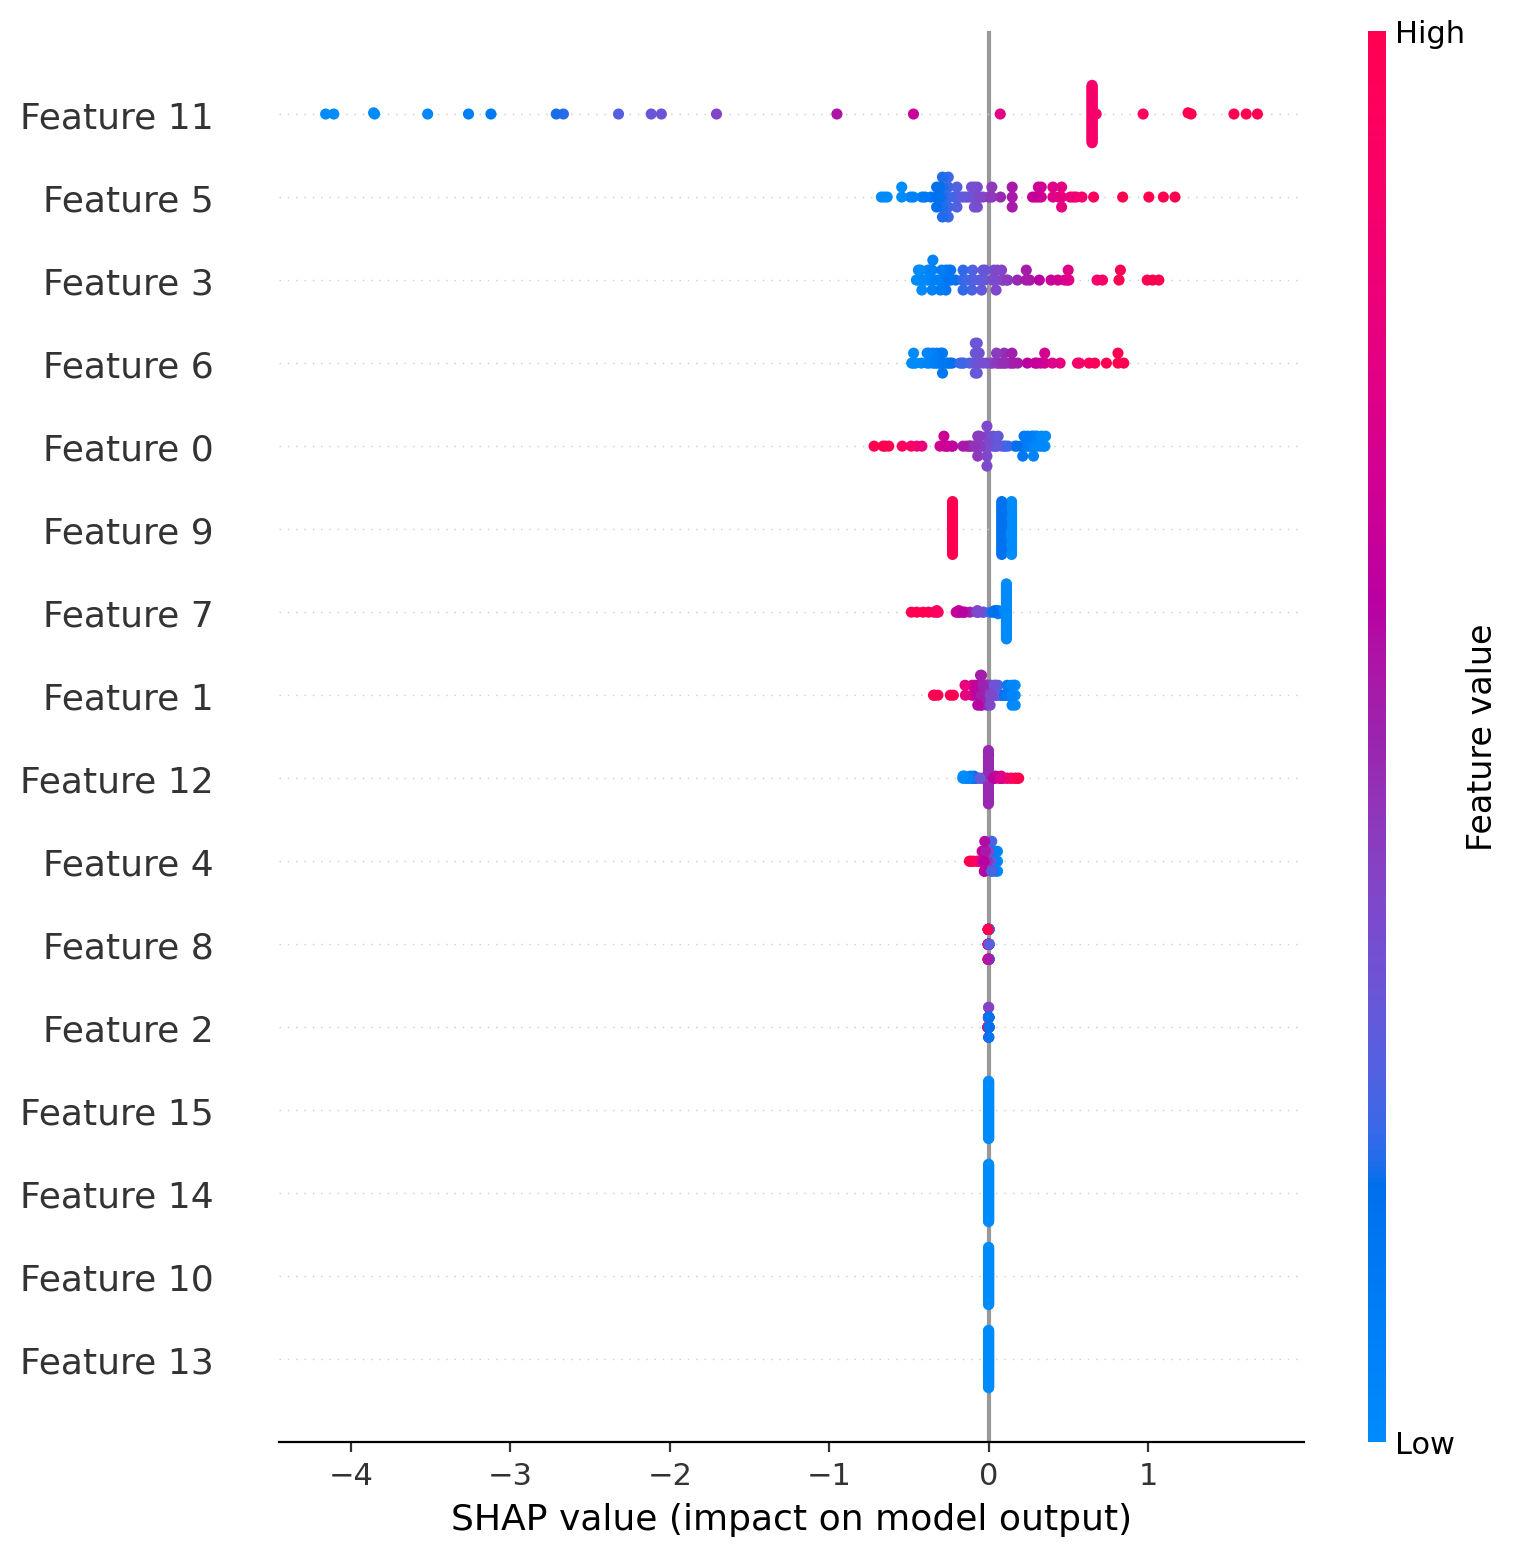 High
Feature 11
Feature 5
Feature 3
Feature 6
Feature 0
Feature 9
Feature 7
Feature 1
Feature 12
Feature 4
Feature 8
Feature 2
Feature 15
Feature 14
Feature 10
Feature 13
Feature value
Low
−4 −3 −2 −1 0 1
SHAP value (impact on model output)